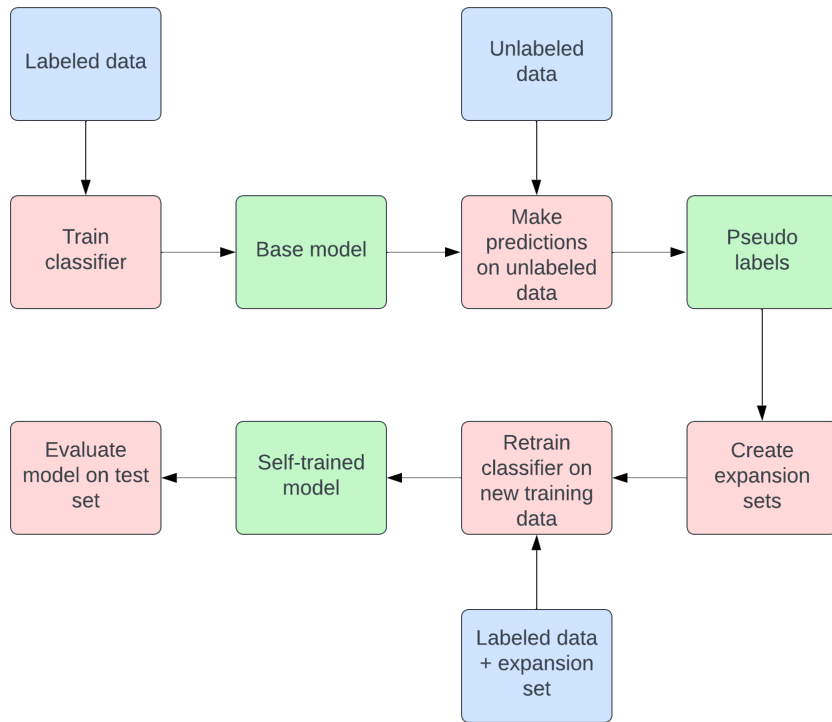 Labeled data
Unlabeled
data
Train
classifier
Base model
Make
predictions
on unlabeled
data
Pseudo
labels
Evaluate
model on test
set
Self-trained
model
Retrain
classifier on
new training
data
Create
expansion
sets
Labeled data
+ expansion
set